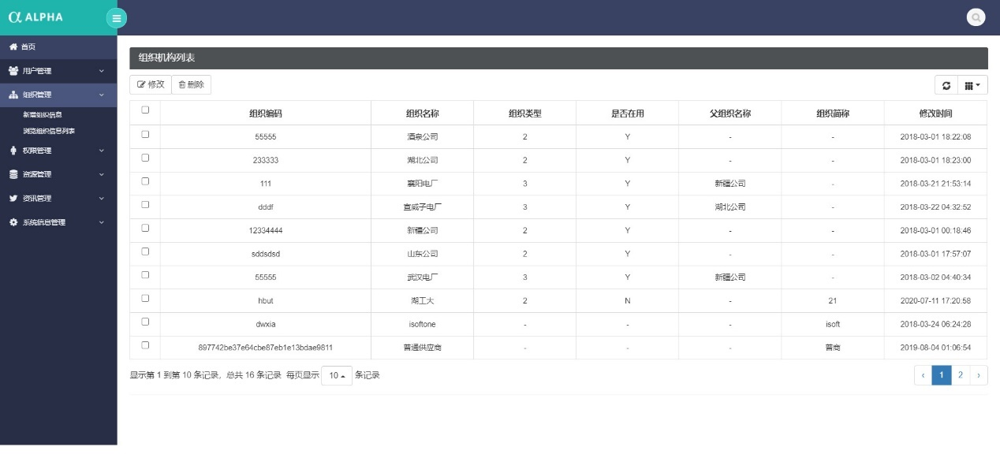 ALPHA
首页
用户管理
组织管理
新增组织信息
浏览组织信息列表
权限管理
资源管理
资讯管理
系统信息管理
组织机构列表
修改 删除
组织编码 组织名称 组织类型 是否在用 父组织名称 组织简称 修改时间
55555 酒泉公司 2 Y - - 2018-03-01 18:22:08
233333 湖北公司 2 Y - - 2018-03-01 18:23:00
111 襄阳电厂 3 Y 新疆公司 - 2018-03-21 21:53:14
dddf 宣威子电厂 3 Y 湖北公司 - 2018-03-22 04:32:52
12334444 新疆公司 2 Y - - 2018-03-01 00:18:46
sddsdsd 山东公司 2 Y - - 2018-03-01 17:57:07
55555 武汉电厂 3 Y 新疆公司 - 2018-03-02 04:40:34
hbut 湖工大 2 N - 21 2020-07-11 17:20:58
dwxia isoftone - - - isoft 2018-03-24 06:24:28
897742be37e64cbe87eb1e13bdae9811 普通供应商 - - - 普商 2019-08-04 01:06:54
显示第 1 到第 10 条记录，总共 16 条记录 每页显示 10 条记录
‹ 1 2 ›